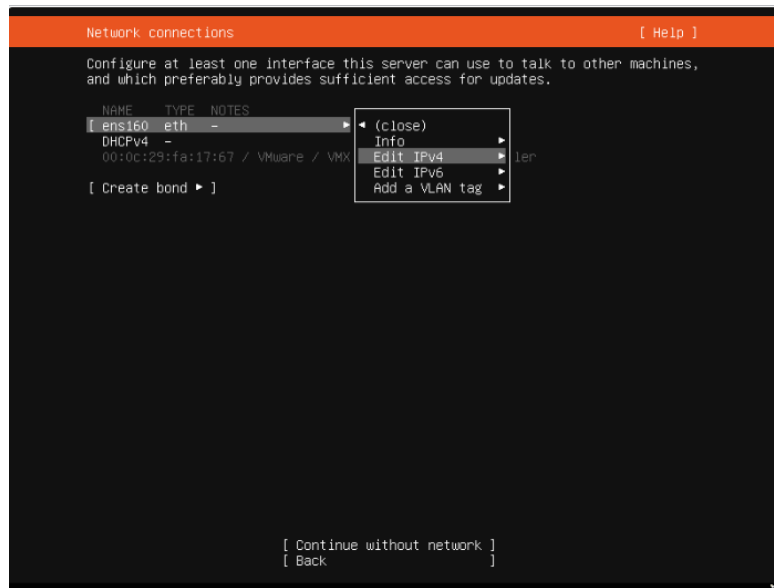 Network connections [ Help ]
Configure at least one interface this server can use to talk to other machines,
and which preferably provides sufficient access for updates.
NAME TYPE NOTES
[ ens160 eth - ▸ ◂ (close)
DHCPv4 - Info ▸
00:0c:29:fa:17:67 / VMware / VMX Edit IPv4 ▸ ler
Edit IPv6 ▸
[ Create bond ▸ ] Add a VLAN tag ▸
[ Continue without network ]
[ Back ]